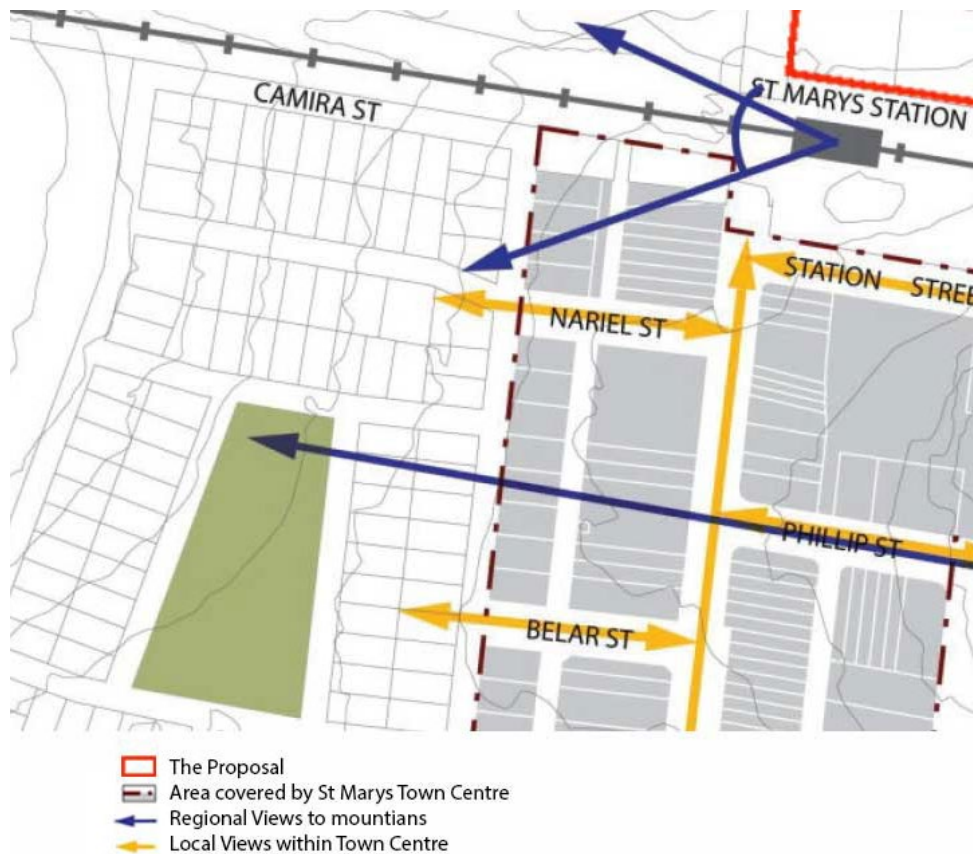 CAMIRA ST
ST MARYS STATION
STATION STREE
NARIEL ST
PHILLIP ST
BELAR ST
The Proposal
Area covered by St Marys Town Centre
Regional Views to mountians
Local Views within Town Centre